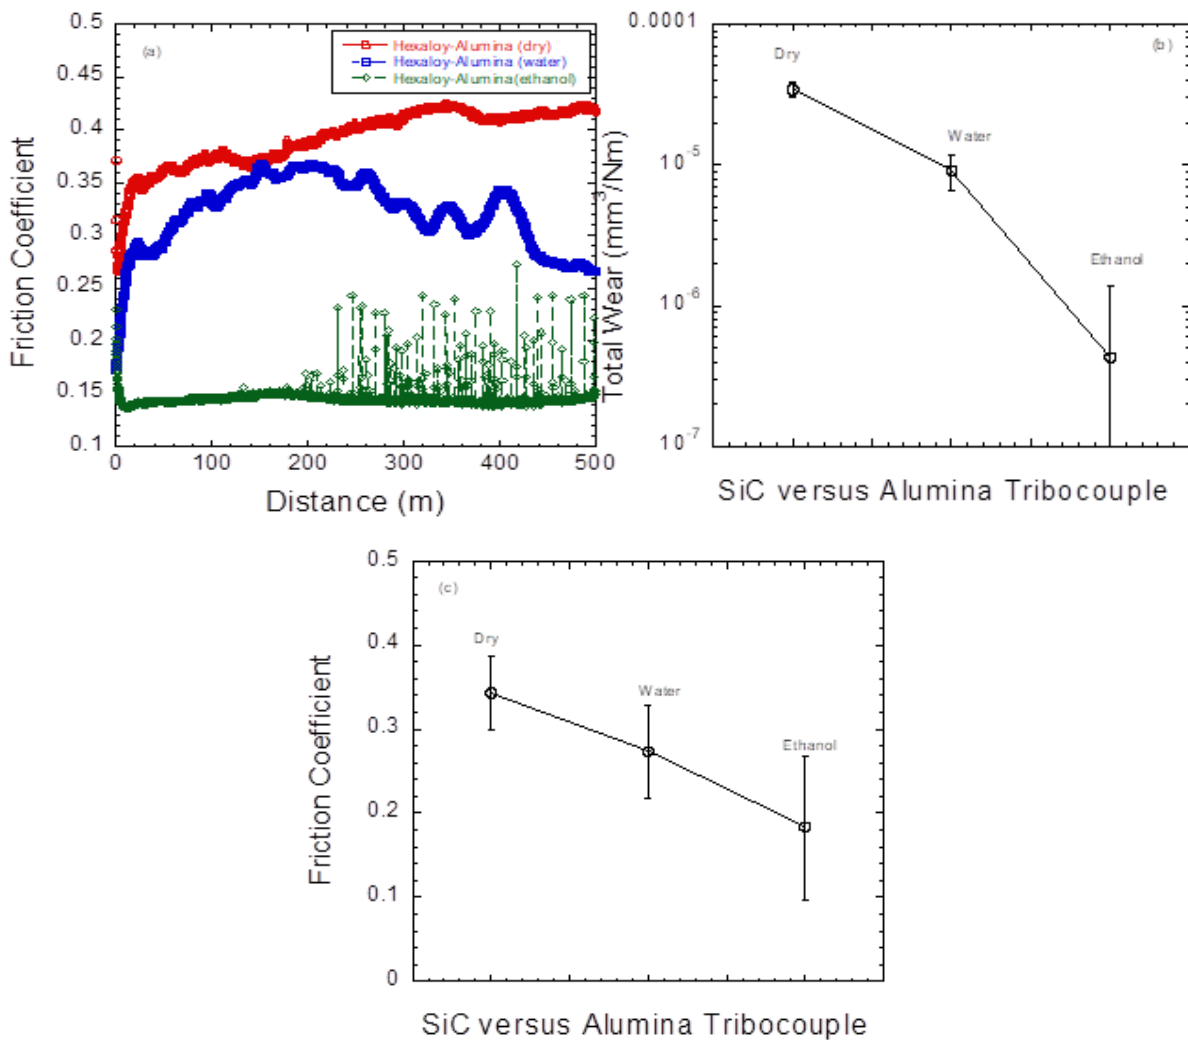 (a)
Hexaloy-Alumina (dry)
Hexaloy-Alumina (water)
Hexaloy-Alumina(ethanol)
0.5
0.45
0.4
0.35
0.3
0.25
0.2
0.15
0.1
Friction Coefficient
0
100
200
300
400
500
Distance (m)
(b)
0.0001
10-5
10-6
10-7
Total Wear (mm3/Nm)
Dry
Water
Ethanol
SiC versus Alumina Tribocouple
(c)
0.5
0.4
0.3
0.2
0.1
0
Friction Coefficient
Dry
Water
Ethanol
SiC versus Alumina Tribocouple